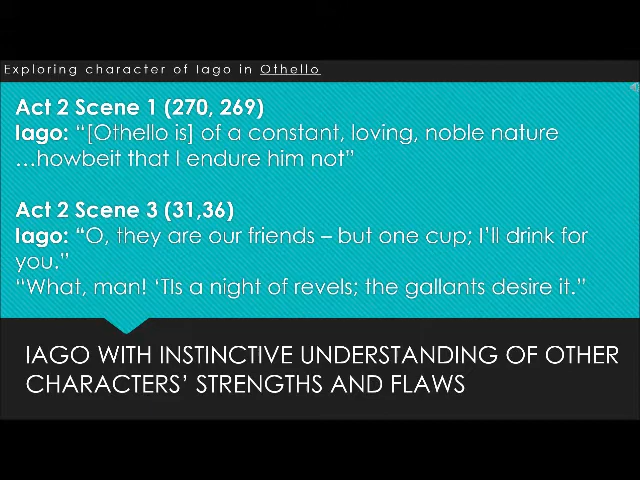 Exploring character of Iago in Othello
Act 2 Scene 1 (270, 269)
Iago: “[Othello is] of a constant, loving, noble nature
…howbeit that I endure him not”
Act 2 Scene 3 (31,36)
Iago: “O, they are our friends – but one cup; I’ll drink for
you.”
“What, man! ‘TIs a night of revels; the gallants desire it.”
IAGO WITH INSTINCTIVE UNDERSTANDING OF OTHER
CHARACTERS’ STRENGTHS AND FLAWS